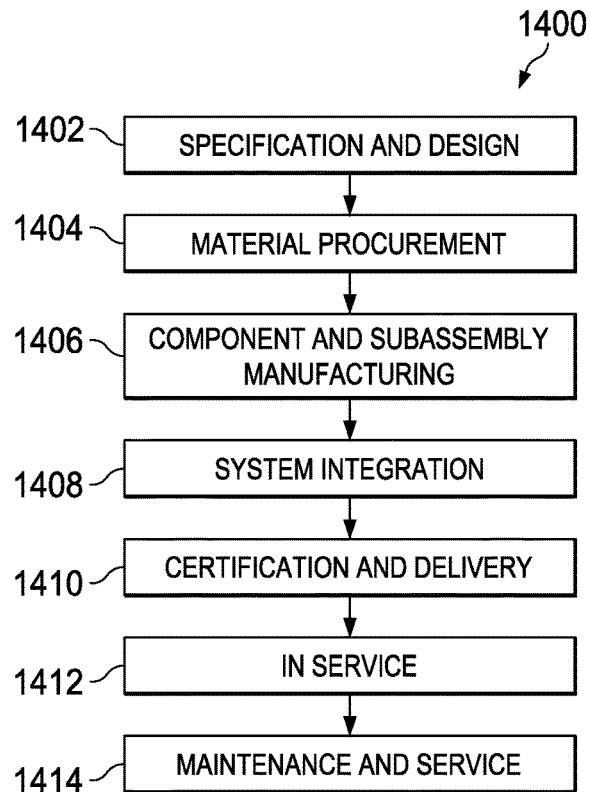 1400
1402
SPECIFICATION AND DESIGN
1404
MATERIAL PROCUREMENT
1406
COMPONENT AND SUBASSEMBLY
MANUFACTURING
1408
SYSTEM INTEGRATION
1410
CERTIFICATION AND DELIVERY
1412
IN SERVICE
1414
MAINTENANCE AND SERVICE